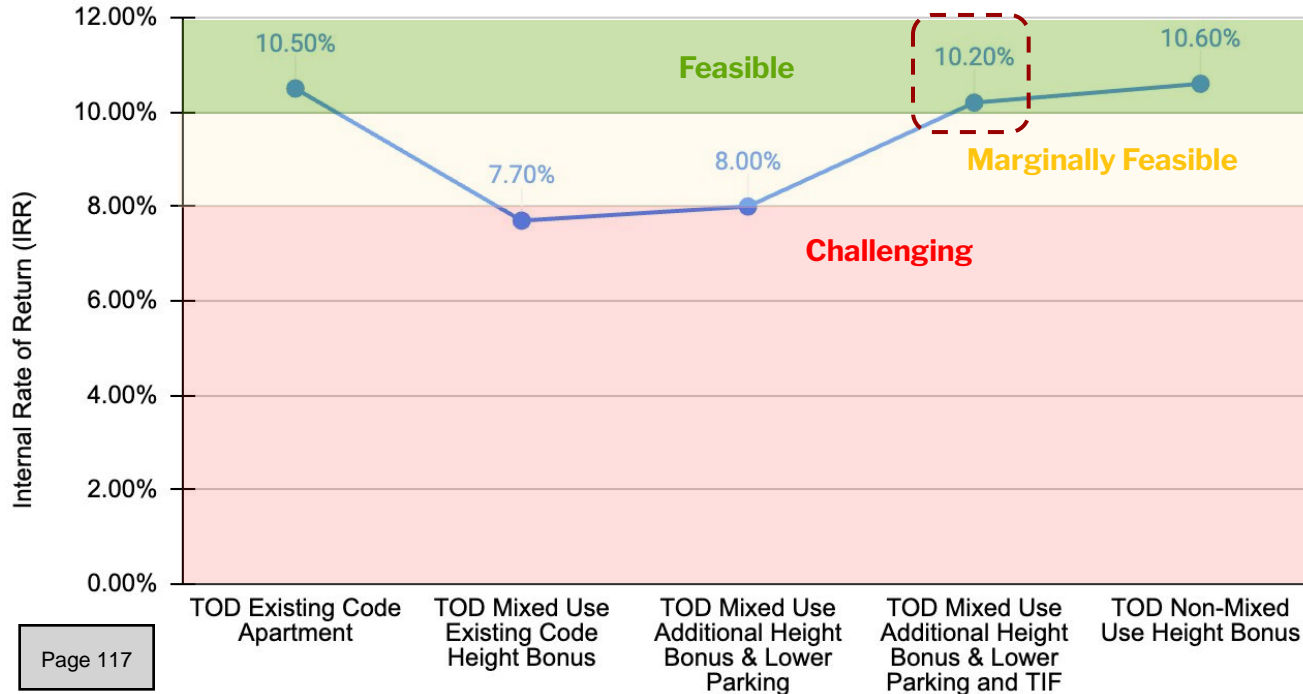 12.00%
10.50%
Feasible
10.20%
10.60%
10.00%
7.70%
8.00%
Marginally Feasible
8.00%
Challenging
Internal Rate of Return (IRR)
6.00%
4.00%
2.00%
0.00%
TOD Existing Code
Apartment
TOD Mixed Use
Existing Code
Height Bonus
TOD Mixed Use
Additional Height
Bonus & Lower
Parking
TOD Mixed Use
Additional Height
Bonus & Lower
Parking and TIF
TOD Non-Mixed
Use Height Bonus
Page 117